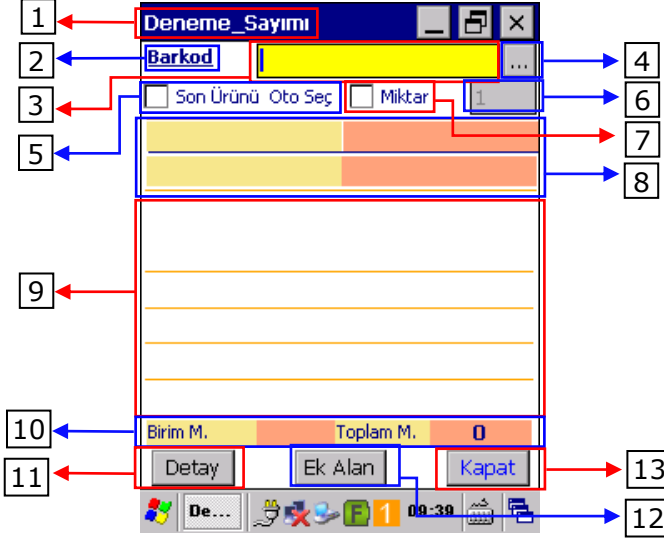 1 Deneme_Sayımı
2 Barkod ... 4
3 Son Ürünü Oto Seç Miktar 1 6
5 7
8
9
10 Birim M. Toplam M. 0
11 Detay Ek Alan Kapat 13
De... F 1 09:39 12